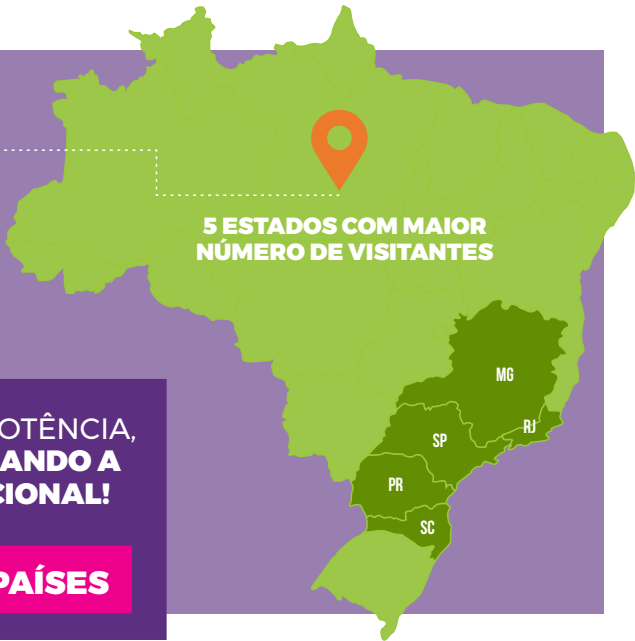 5 ESTADOS COM MAIOR
NÚMERO DE VISITANTES
MG
RJ
SP
PR
SC
OTÊNCIA,
ANDO A
CIONAL!
PAÍSES